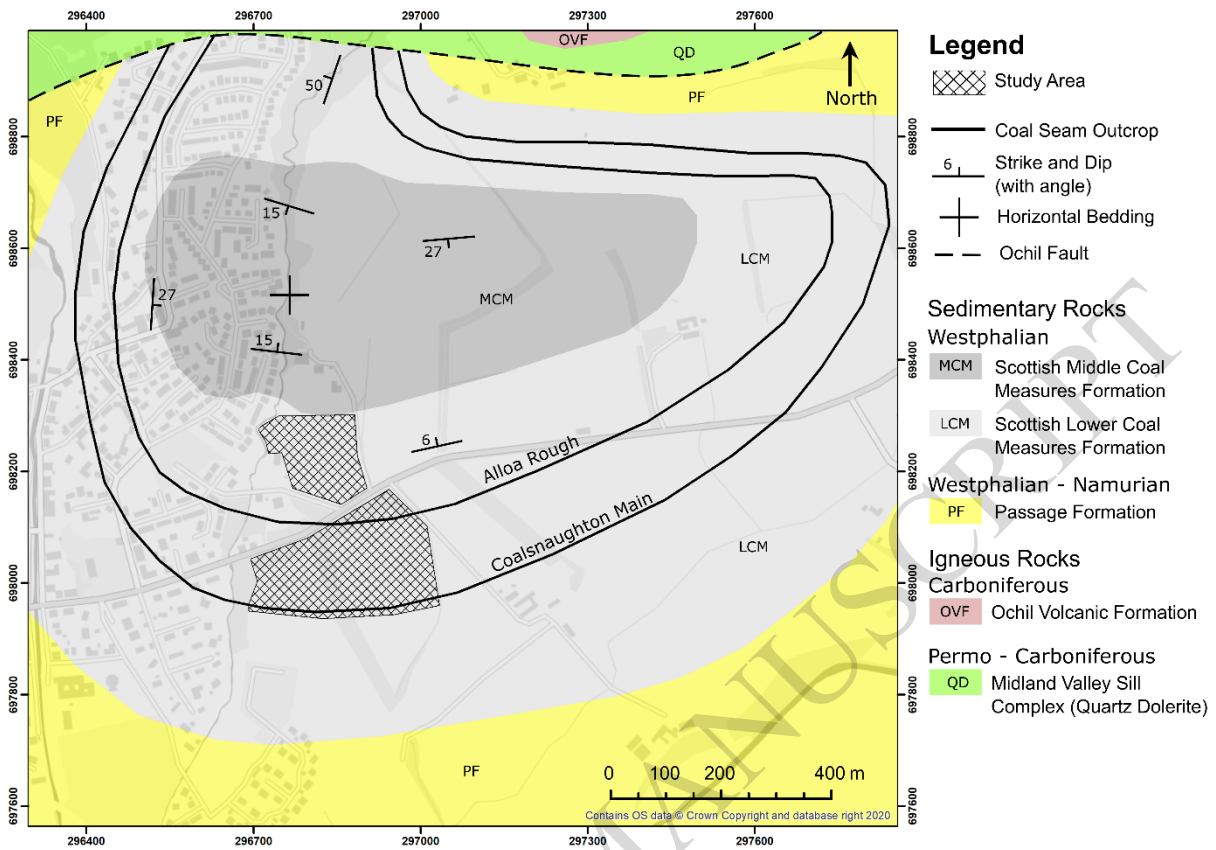 296400 296700 297000 297300 297600
OVF
QD
PF
PF
50
North
698800
698600
698400
698200
698000
697800
697600
698800
698600
698400
698200
698000
697800
697600
15
27
27
LCM
MCM
15
6
Alloa Rough
Coalsnaughton Main
LCM
PF
0 100 200 400 m
Contains OS data © Crown Copyright and database right 2020
296400 296700 297000 297300 297600
Legend
Study Area
Coal Seam Outcrop
6
Strike and Dip
(with angle)
Horizontal Bedding
Ochil Fault
Sedimentary Rocks
Westphalian
MCM
Scottish Middle Coal
Measures Formation
LCM
Scottish Lower Coal
Measures Formation
Westphalian - Namurian
PF
Passage Formation
Igneous Rocks
Carboniferous
OVF
Ochil Volcanic Formation
Permo - Carboniferous
QD
Midland Valley Sill
Complex (Quartz Dolerite)
MANUSCRIPT